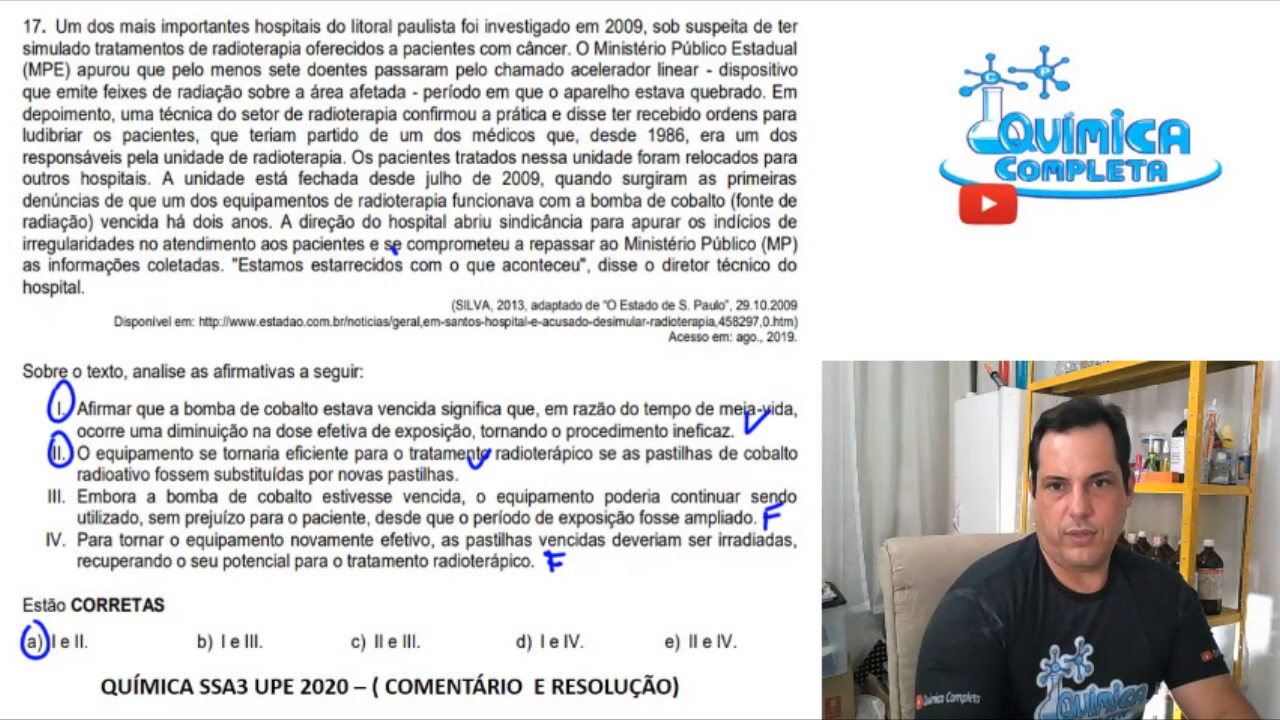 17. Um dos mais importantes hospitais do litoral paulista foi investigado em 2009, sob suspeita de ter
simulado tratamentos de radioterapia oferecidos a pacientes com câncer. O Ministério Público Estadual
(MPE) apurou que pelo menos sete doentes passaram pelo chamado acelerador linear - dispositivo
que emite feixes de radiação sobre a área afetada - período em que o aparelho estava quebrado. Em
depoimento, uma técnica do setor de radioterapia confirmou a prática e disse ter recebido ordens para
ludibriar os pacientes, que teriam partido de um dos médicos que, desde 1986, era um dos
responsáveis pela unidade de radioterapia. Os pacientes tratados nessa unidade foram relocados para
outros hospitais. A unidade está fechada desde julho de 2009, quando surgiram as primeiras
denúncias de que um dos equipamentos de radioterapia funcionava com a bomba de cobalto (fonte de
radiação) vencida há dois anos. A direção do hospital abriu sindicância para apurar os indícios de
irregularidades no atendimento aos pacientes e se comprometeu a repassar ao Ministério Público (MP)
as informações coletadas. "Estamos estarrecidos com o que aconteceu", disse o diretor técnico do
hospital.
(SILVA, 2013, adaptado de "O Estado de S. Paulo", 29.10.2009
Disponível em: http://www.estadao.com.br/noticias/geral,em-santos-hospital-e-acusado-desimular-radioterapia,458297,0.htm)
Acesso em: ago., 2019.
Sobre o texto, analise as afirmativas a seguir:
I. Afirmar que a bomba de cobalto estava vencida significa que, em razão do tempo de meia-vida,
ocorre uma diminuição na dose efetiva de exposição, tornando o procedimento ineficaz.
II. O equipamento se tornaria eficiente para o tratamento radioterápico se as pastilhas de cobalto
radioativo fossem substituídas por novas pastilhas.
III. Embora a bomba de cobalto estivesse vencida, o equipamento poderia continuar sendo
utilizado, sem prejuízo para o paciente, desde que o período de exposição fosse ampliado. F
IV. Para tornar o equipamento novamente efetivo, as pastilhas vencidas deveriam ser irradiadas,
recuperando o seu potencial para o tratamento radioterápico. F
Estão CORRETAS
a) I e II. b) I e III. c) II e III. d) I e IV. e) II e IV.
QUÍMICA SSA3 UPE 2020 – ( COMENTÁRIO E RESOLUÇÃO)
C P
QUÍMICA
COMPLETA
Química Completa
QUÍMICA